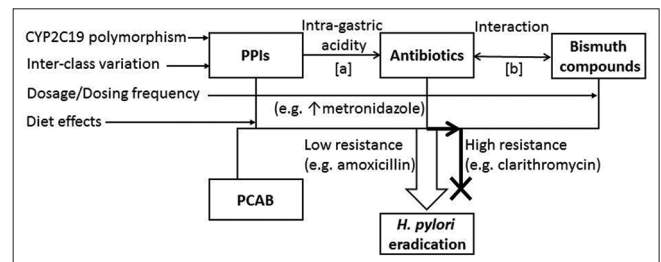 CYP2C19 polymorphism
Inter-class variation
Dosage/Dosing frequency
Diet effects
PPIs
Intra-gastric
acidity
[a]
Antibiotics
Interaction
[b]
Bismuth
compounds
(e.g. ↑metronidazole)
Low resistance
(e.g. amoxicillin)
High resistance
(e.g. clarithromycin)
PCAB
H. pylori
eradication